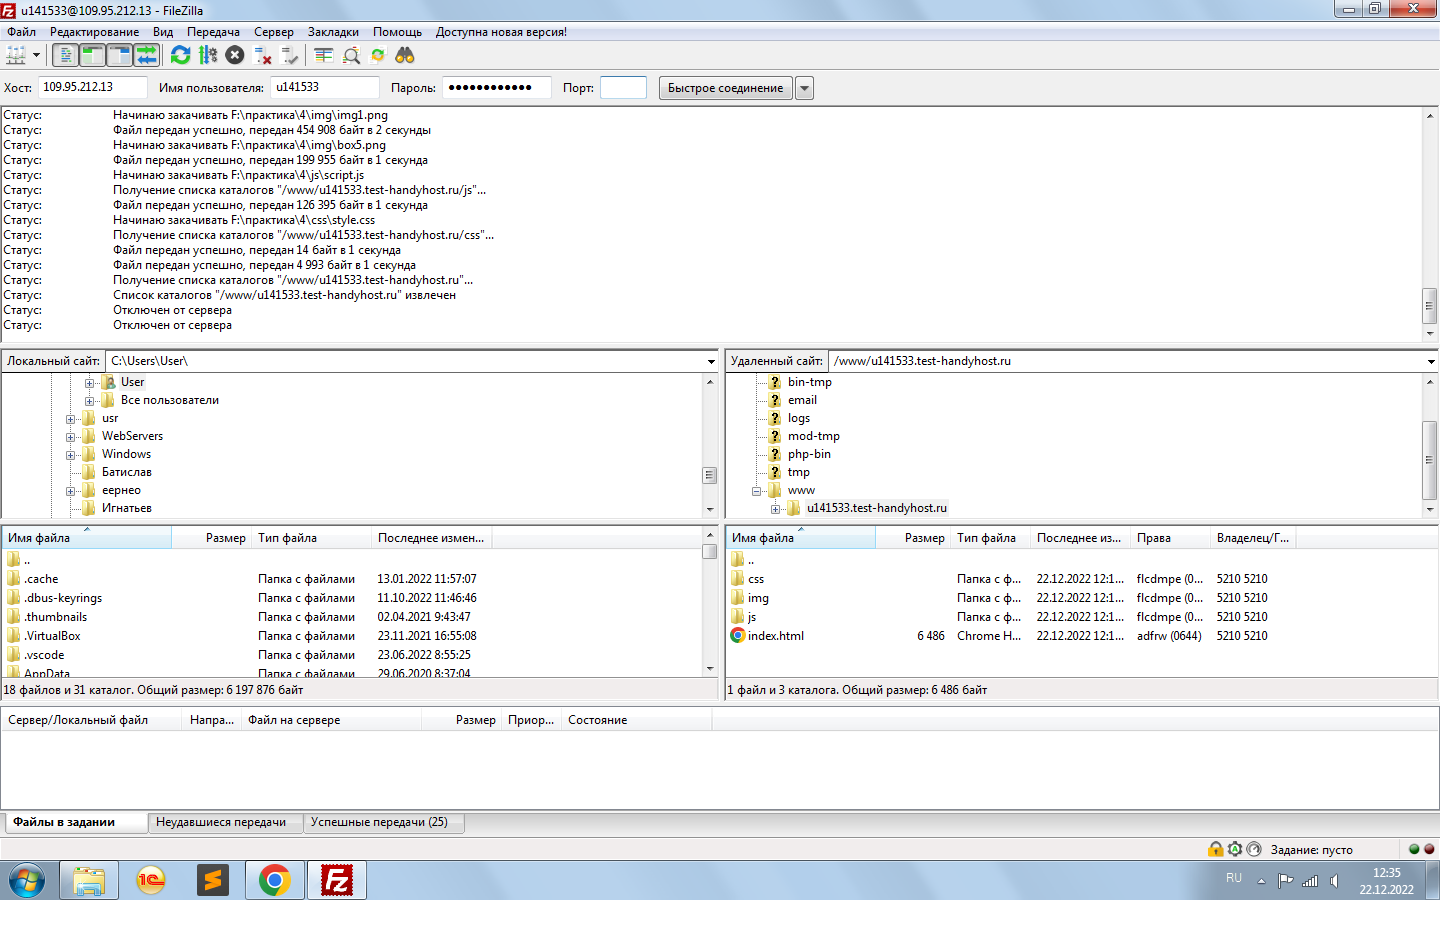 u141533@109.95.212.13 - FileZilla
Файл Редактирование Вид Передача Сервер Закладки Помощь Доступна новая версия!
Хост: 109.95.212.13 Имя пользователя: u141533 Пароль: ●●●●●●●●●●●● Порт: Быстрое соединение
Статус: Начинаю закачивать F:\практика\4\img\img1.png
Статус: Файл передан успешно, передан 454 908 байт в 2 секунды
Статус: Начинаю закачивать F:\практика\4\img\box5.png
Статус: Файл передан успешно, передан 199 955 байт в 1 секунда
Статус: Начинаю закачивать F:\практика\4\js\script.js
Статус: Получение списка каталогов "/www/u141533.test-handyhost.ru/js"...
Статус: Файл передан успешно, передан 126 395 байт в 1 секунда
Статус: Начинаю закачивать F:\практика\4\css\style.css
Статус: Получение списка каталогов "/www/u141533.test-handyhost.ru/css"...
Статус: Файл передан успешно, передан 14 байт в 1 секунда
Статус: Файл передан успешно, передан 4 993 байт в 1 секунда
Статус: Получение списка каталогов "/www/u141533.test-handyhost.ru"...
Статус: Список каталогов "/www/u141533.test-handyhost.ru" извлечен
Статус: Отключен от сервера
Статус: Отключен от сервера
Локальный сайт: C:\Users\User\
User
Все пользователи
usr
WebServers
Windows
Батислав
еернео
Игнатьев
Удаленный сайт: /www/u141533.test-handyhost.ru
bin-tmp
email
logs
mod-tmp
php-bin
tmp
www
u141533.test-handyhost.ru
Имя файла Размер Тип файла Последнее измен...
..
.cache Папка с файлами 13.01.2022 11:57:07
.dbus-keyrings Папка с файлами 11.10.2022 11:46:46
.thumbnails Папка с файлами 02.04.2021 9:43:47
.VirtualBox Папка с файлами 23.11.2021 16:55:08
.vscode Папка с файлами 23.06.2022 8:55:25
AppData Папка с файлами 29.06.2020 8:37:04
18 файлов и 31 каталог. Общий размер: 6 197 876 байт
Имя файла Размер Тип файла Последнее из... Права Владелец/Г...
..
css Папка с ф... 22.12.2022 12:1... flcdmpe (0... 5210 5210
img Папка с ф... 22.12.2022 12:1... flcdmpe (0... 5210 5210
js Папка с ф... 22.12.2022 12:1... flcdmpe (0... 5210 5210
index.html 6 486 Chrome H... 22.12.2022 12:1... adfrw (0644) 5210 5210
1 файл и 3 каталога. Общий размер: 6 486 байт
Сервер/Локальный файл Напра... Файл на сервере Размер Приор... Состояние
Файлы в задании Неудавшиеся передачи Успешные передачи (25)
Задание: пусто
RU 12:35
22.12.2022